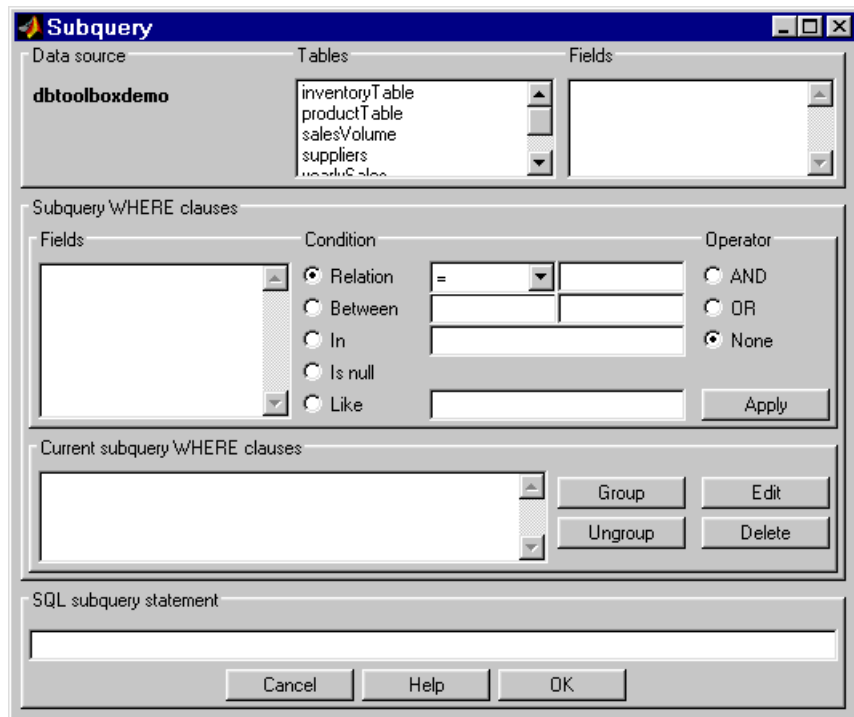 Subquery
Data source
Tables
Fields
dbtoolboxdemo
inventoryTable
productTable
salesVolume
suppliers
yearlySales
Subquery WHERE clauses
Fields
Condition
Operator
Relation
=
AND
Between
OR
In
None
Is null
Like
Apply
Current subquery WHERE clauses
Group
Edit
Ungroup
Delete
SQL subquery statement
Cancel
Help
OK